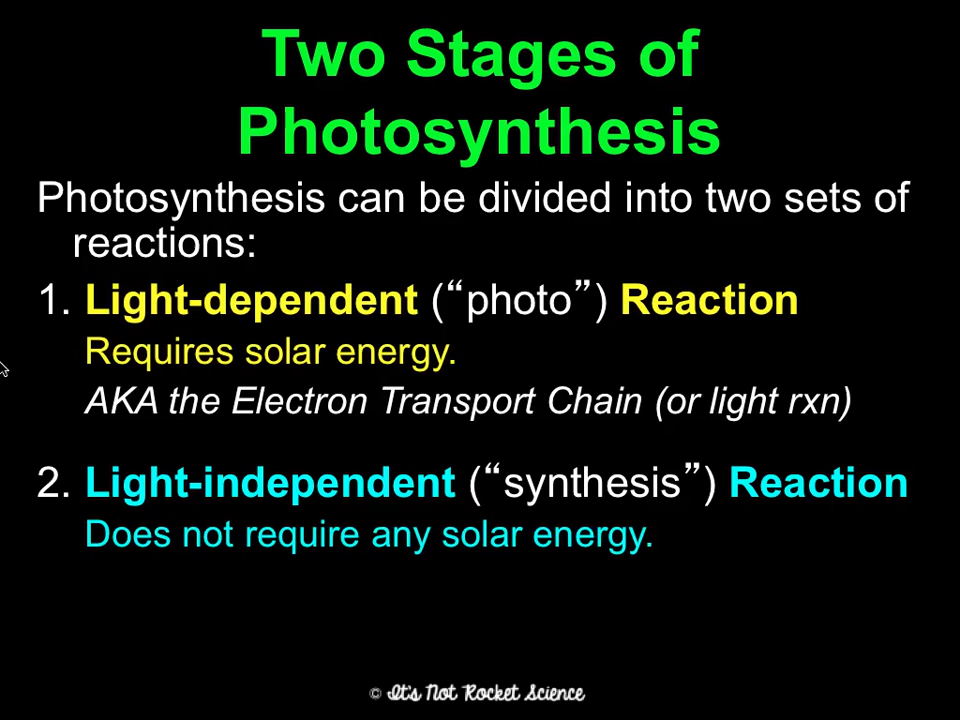 Two Stages of
Photosynthesis
Photosynthesis can be divided into two sets of
reactions:
1. Light-dependent (“photo”) Reaction
Requires solar energy.
AKA the Electron Transport Chain (or light rxn)
2. Light-independent (“synthesis”) Reaction
Does not require any solar energy.
© It's Not Rocket Science